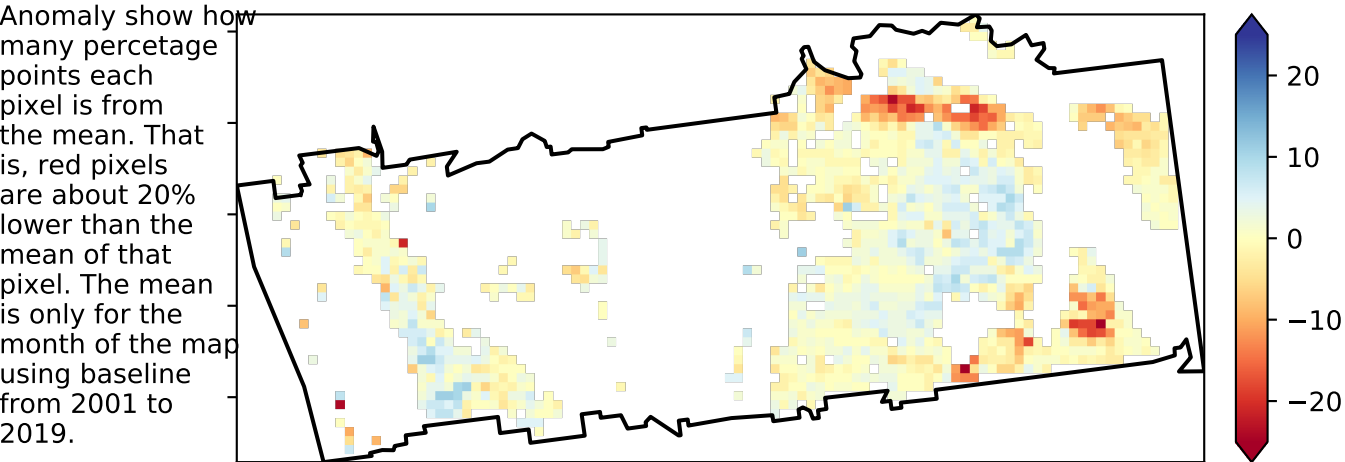 Anomaly show how
many percetage
points each
pixel is from
the mean. That
is, red pixels
are about 20%
lower than the
mean of that
pixel. The mean
is only for the
month of the map
using baseline
from 2001 to
2019.
20
10
0
−10
−20